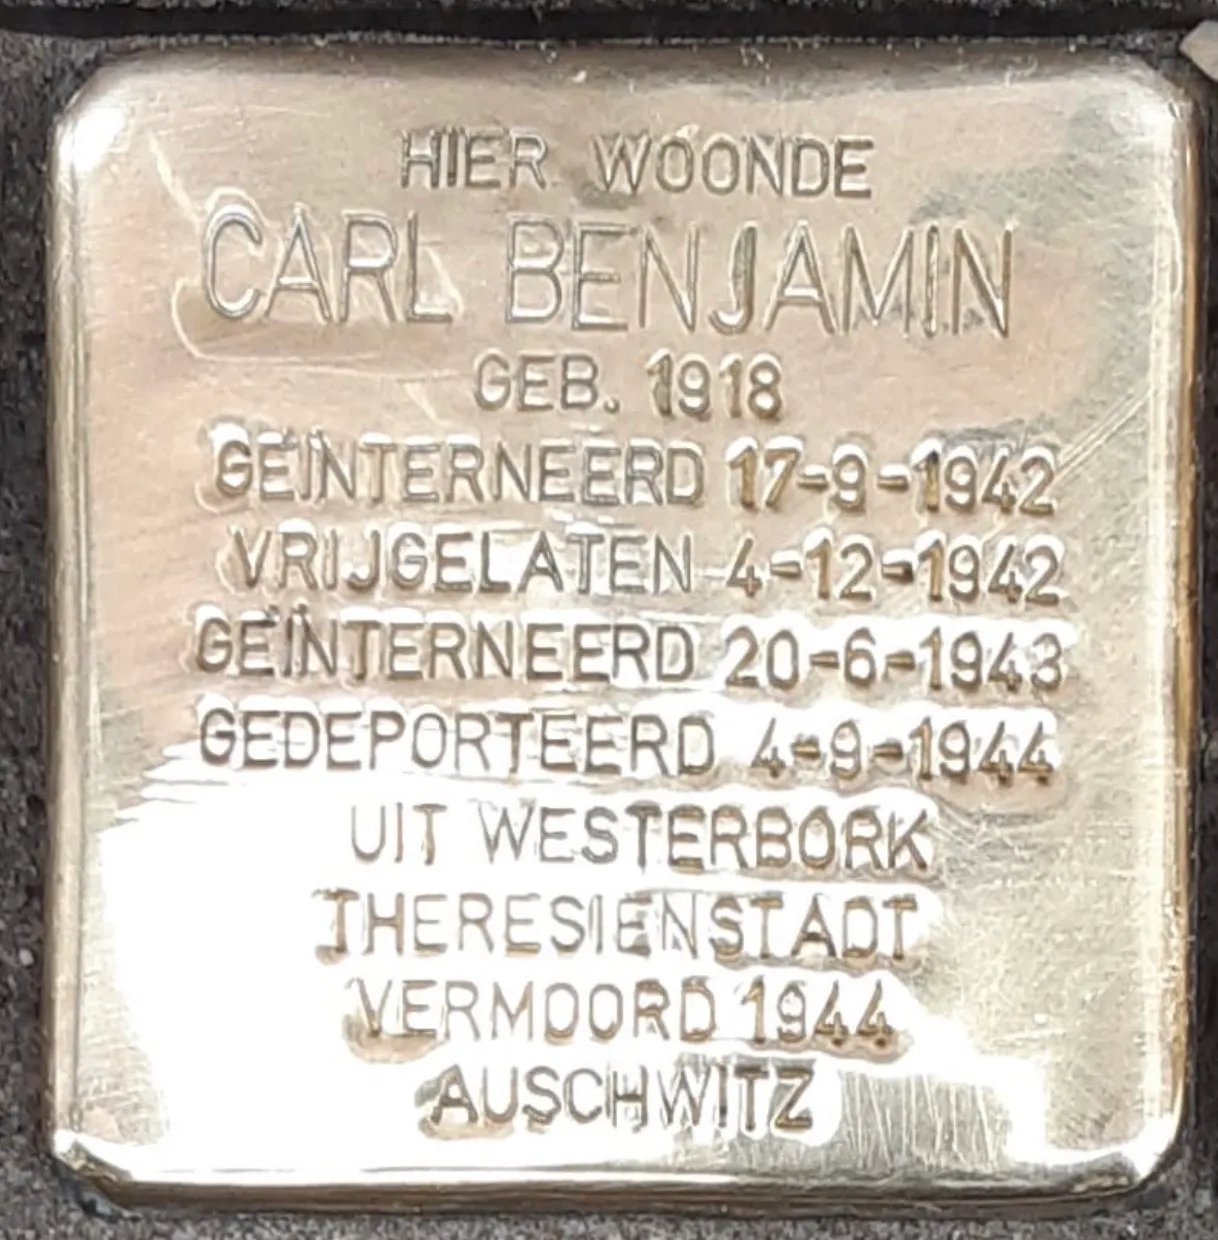 HIER WOONDE
CARL BENJAMIN
GEB. 1918
GEÏNTERNEERD 17-9-1942
VRIJGELATEN 4-12-1942
GEÏNTERNEERD 20-6-1943
GEDEPORTEERD 4-9-1944
UIT WESTERBORK
THERESIENSTADT
VERMOORD 1944
AUSCHWITZ